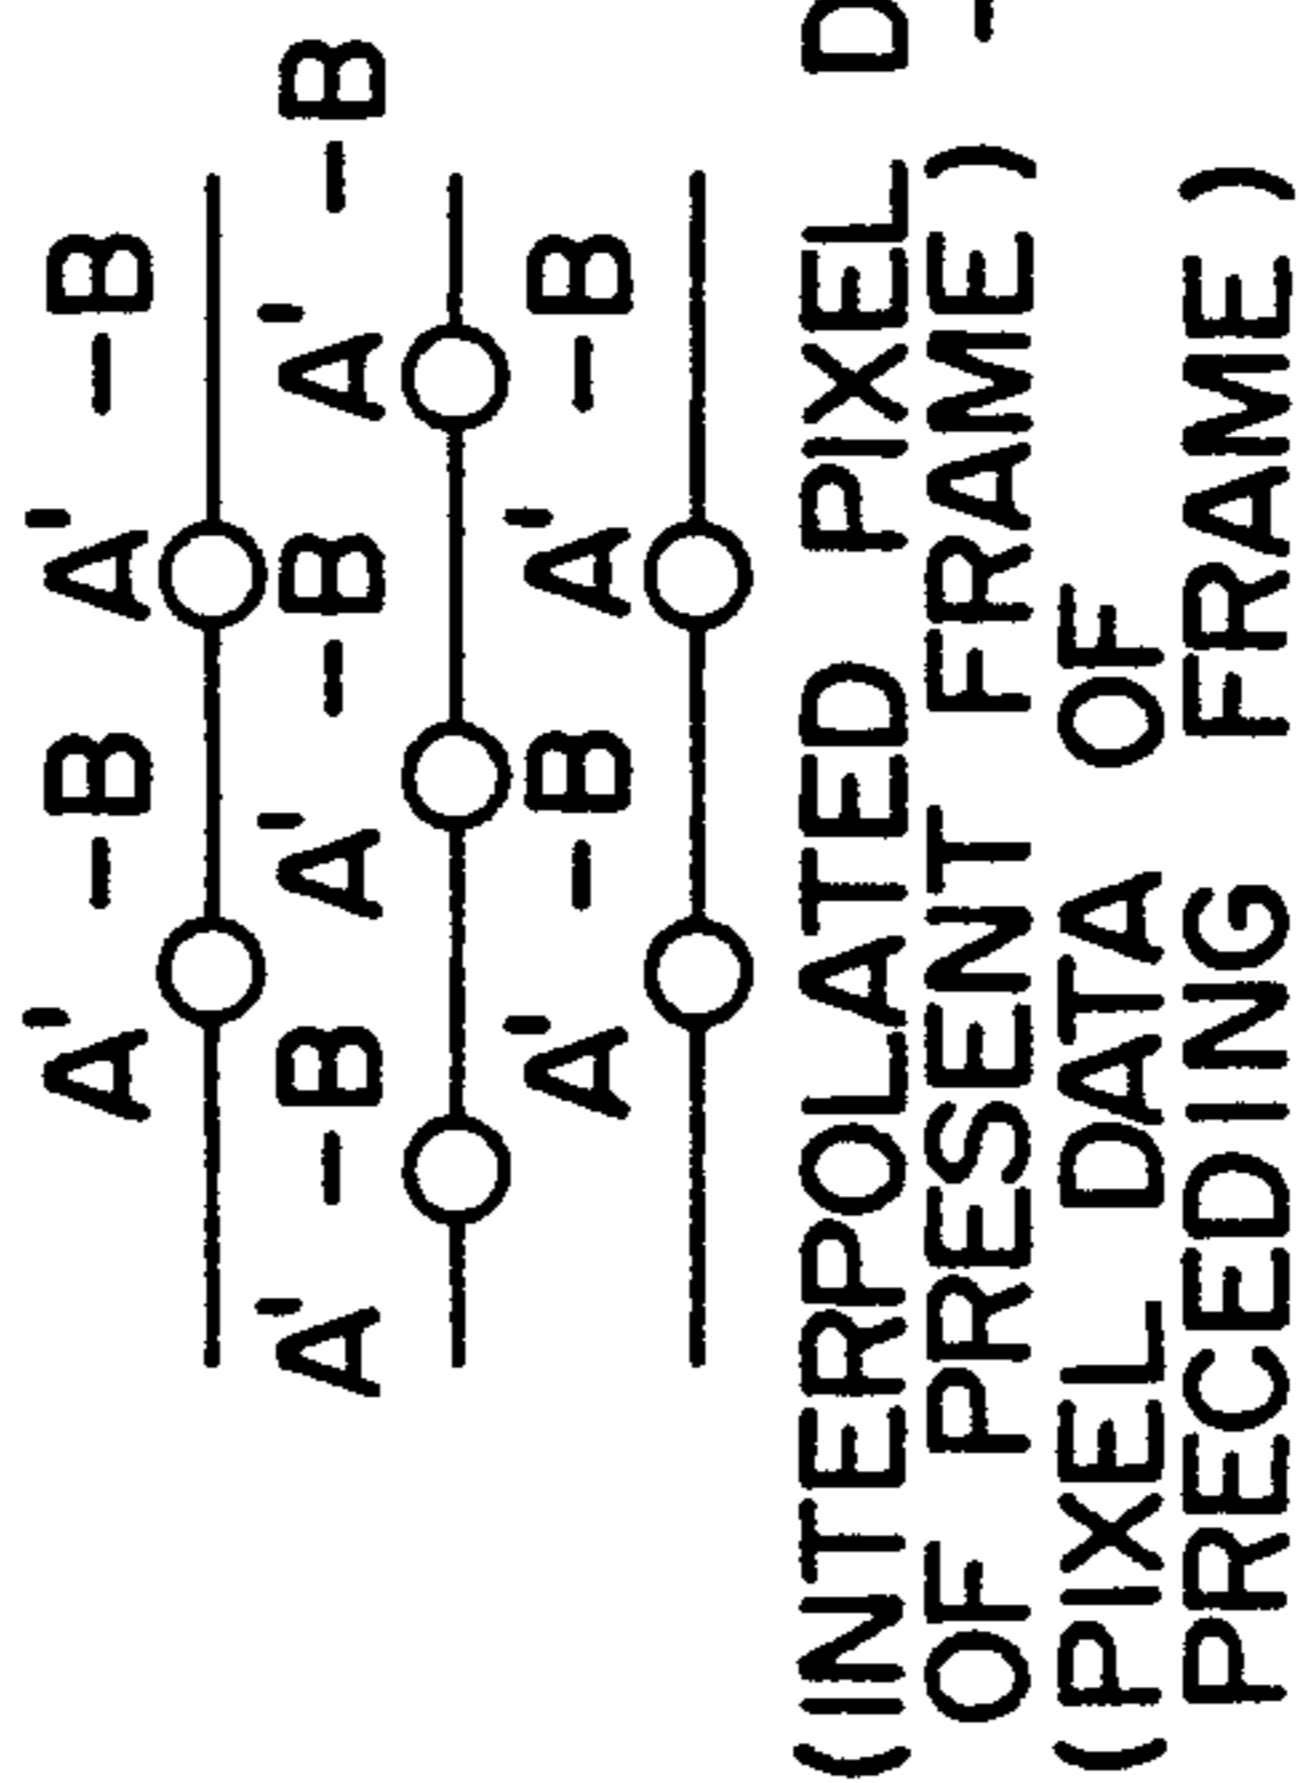 A'-B A'-B
A'-B A'-B A'-B
A'-B A'-B
(INTERPOLATED PIXEL D
OF PRESENT FRAME) -
(PIXEL DATA OF
PRECEDING FRAME)